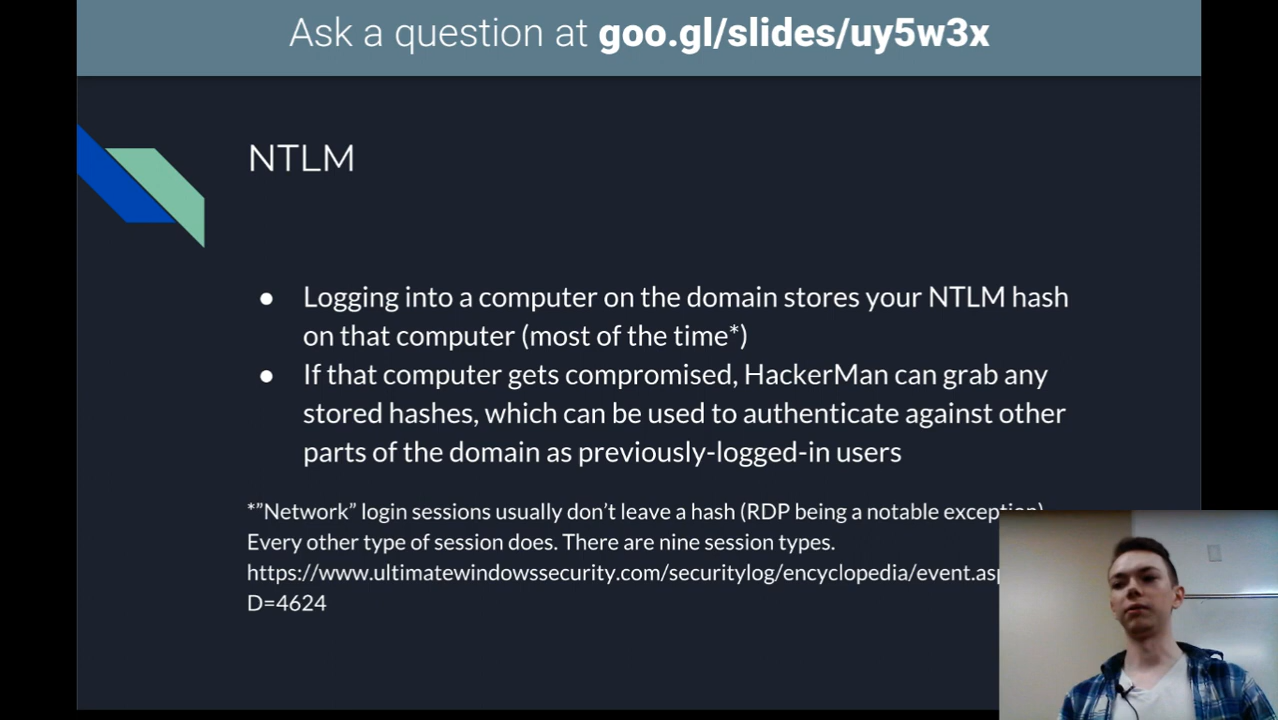 Ask a question at goo.gl/slides/uy5w3x
NTLM
● Logging into a computer on the domain stores your NTLM hash
on that computer (most of the time*)
● If that computer gets compromised, HackerMan can grab any
stored hashes, which can be used to authenticate against other
parts of the domain as previously-logged-in users
*”Network” login sessions usually don’t leave a hash (RDP being a notable exception)
Every other type of session does. There are nine session types.
https://www.ultimatewindowssecurity.com/securitylog/encyclopedia/event.asp
D=4624